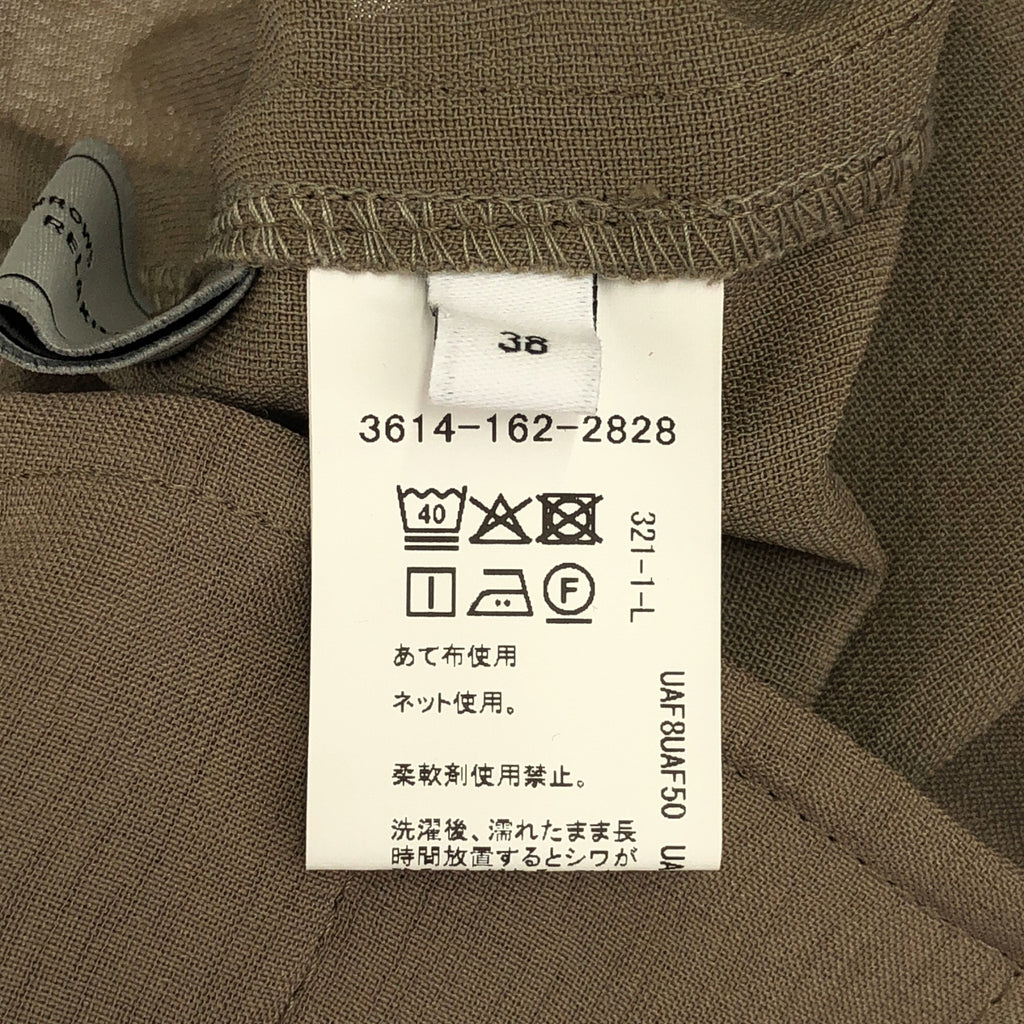 38
3614-162-2828
40
F
321-1-L
あて布使用
ネット使用。
柔軟剤使用禁止。
洗濯後、濡れたまま長
時間放置するとシワが
UAF8UAF50 UA